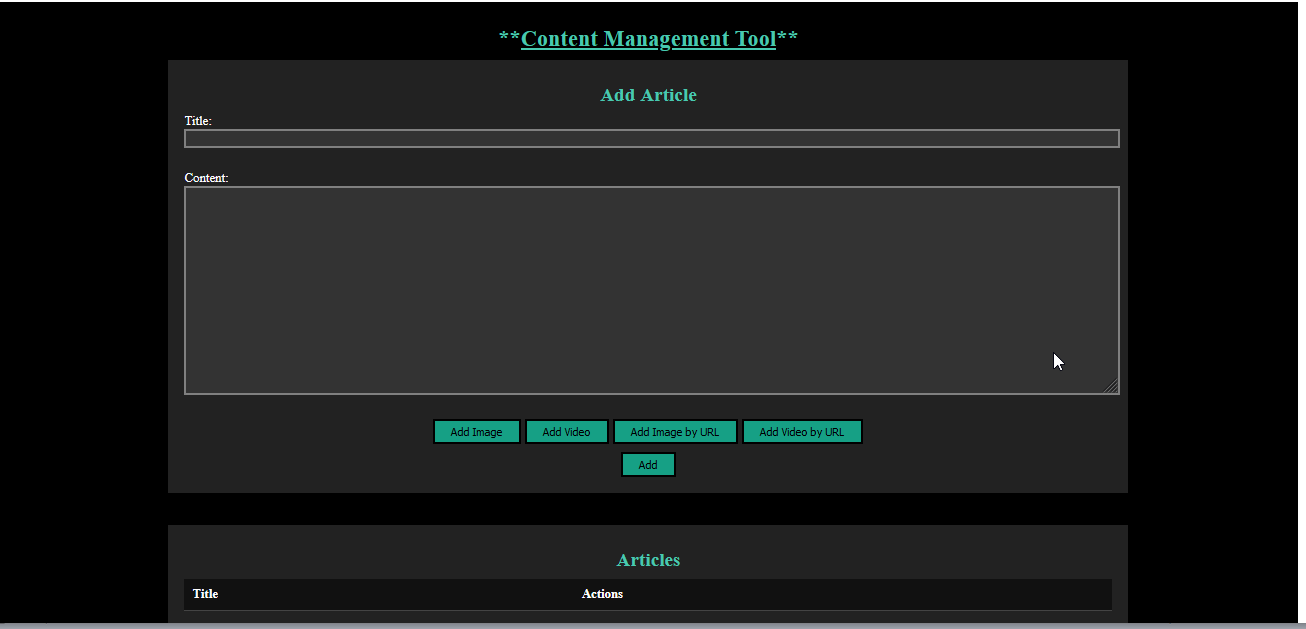 **Content Management Tool**
Add Article
Title:
Content:
Add Image Add Video Add Image by URL Add Video by URL
Add
Articles
Title Actions